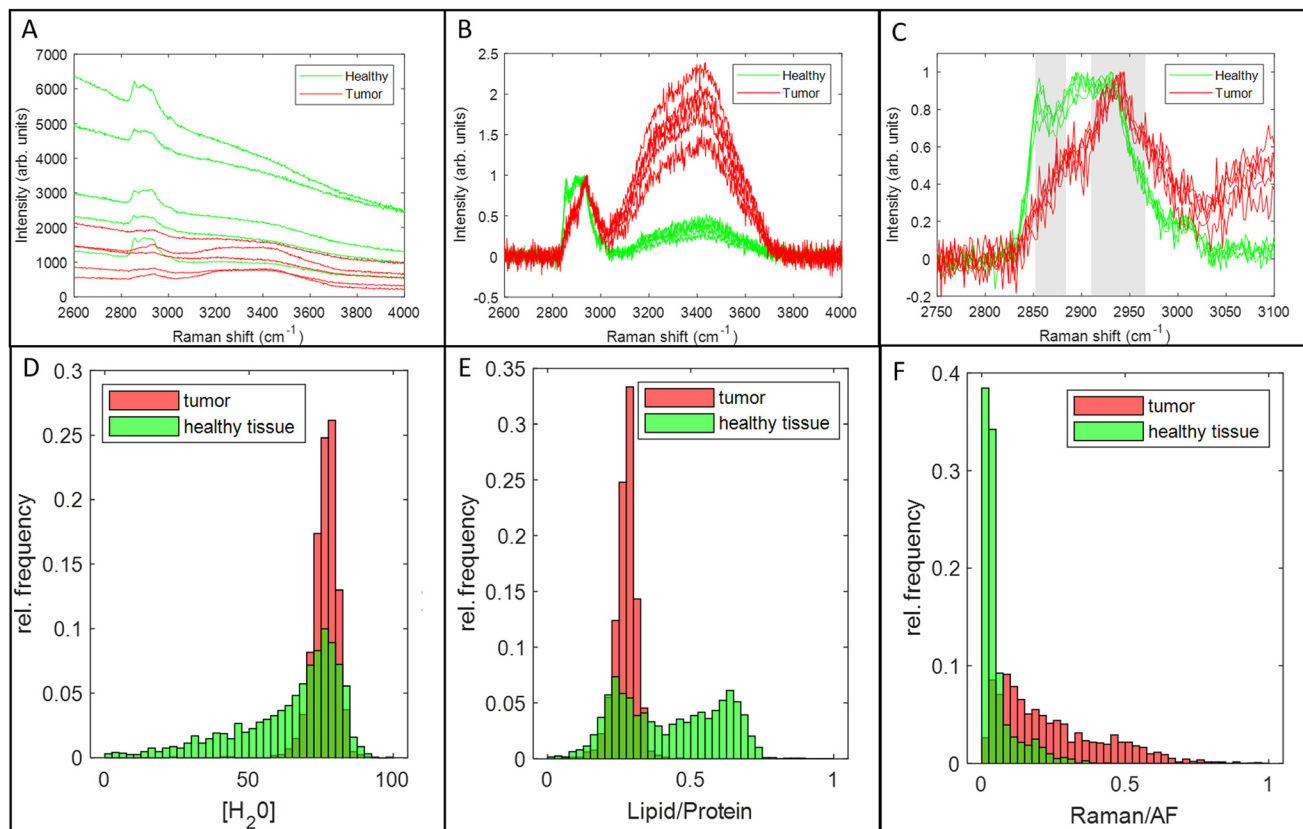 A
7000
6000
5000
4000
3000
2000
1000
0
Intensity (arb. units)
Healthy
Tumor
2600 2800 3000 3200 3400 3600 3800 4000
Raman shift (cm-1)
B
2.5
2
1.5
1
0.5
0
-0.5
Intensity (arb. units)
Healthy
Tumor
2600 2800 3000 3200 3400 3600 3800 4000
Raman shift (cm-1)
C
1
0.8
0.6
0.4
0.2
0
-0.2
Intensity (arb. units)
Healthy
Tumor
2750 2800 2850 2900 2950 3000 3050 3100
Raman shift (cm-1)
D
0.3
0.25
0.2
0.15
0.1
0.05
0
rel. frequency
tumor
healthy tissue
0 50 100
[H20]
E
0.35
0.3
0.25
0.2
0.15
0.1
0.05
0
rel. frequency
tumor
healthy tissue
0 0.5 1
Lipid/Protein
F
0.4
0.3
0.2
0.1
0
rel. frequency
tumor
healthy tissue
0 0.5 1
Raman/AF